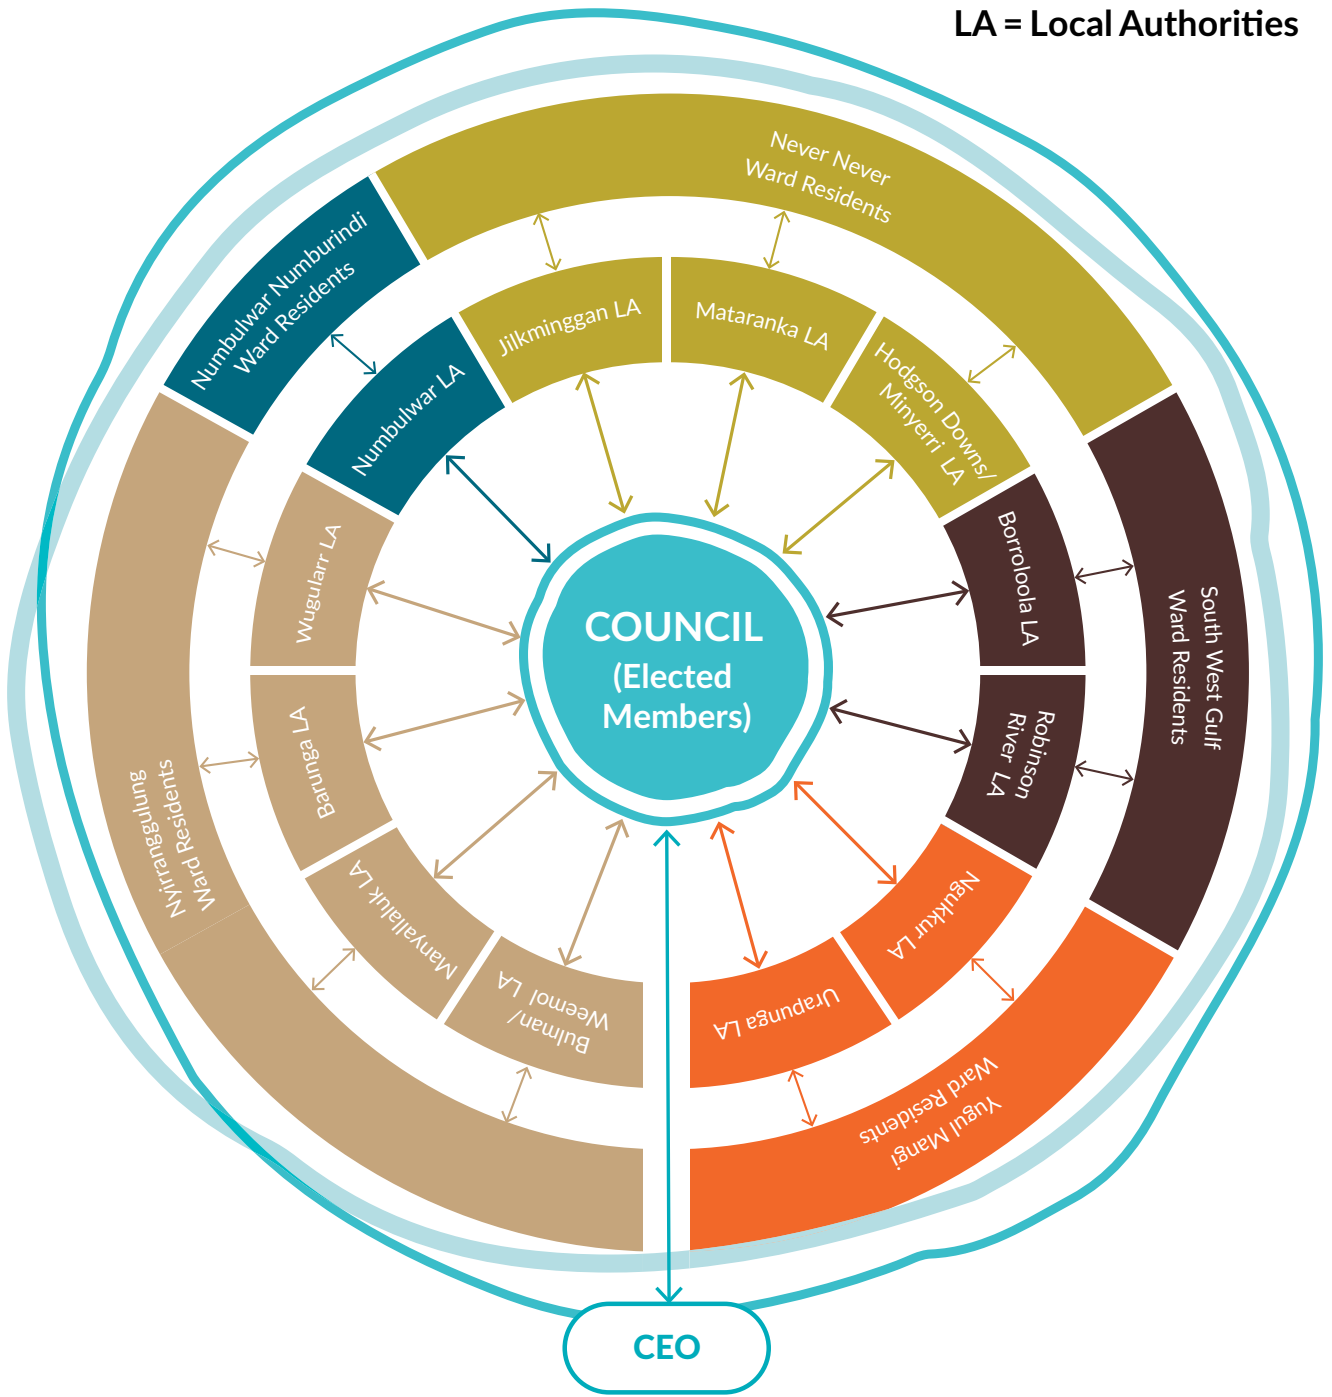 LA = Local Authorities
Never Never
Ward Residents
Numbulwar Numburindi
Ward Residents
Jilkminggan LA
Mataranka LA
Hodgson Downs/
Minyerri LA
Numbulwar LA
Wugularr LA
Borroloola LA
South West Gulf
Ward Residents
COUNCIL
(Elected
Members)
Barunga LA
Robinson
River LA
Nyirranggulung
Ward Residents
Manyallaluk LA
Ngukkur LA
Bulman/
Weemol LA
Urapunga LA
Yugul Mangi
Ward Residents
CEO